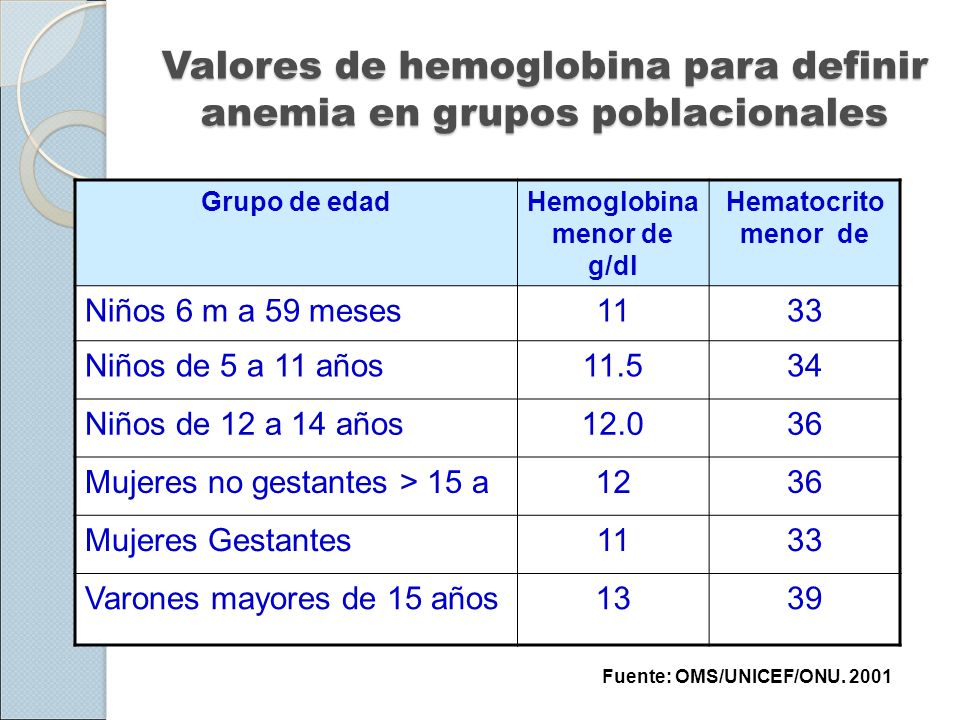 Valores de hemoglobina para definir
anemia en grupos poblacionales
Grupo de edad
Hemoglobina
menor de
g/dl
Hematocrito
menor de
Niños 6 m a 59 meses 11 33
Niños de 5 a 11 años 11.5 34
Niños de 12 a 14 años 12.0 36
Mujeres no gestantes > 15 a 12 36
Mujeres Gestantes 11 33
Varones mayores de 15 años 13 39
Fuente: OMS/UNICEF/ONU. 2001